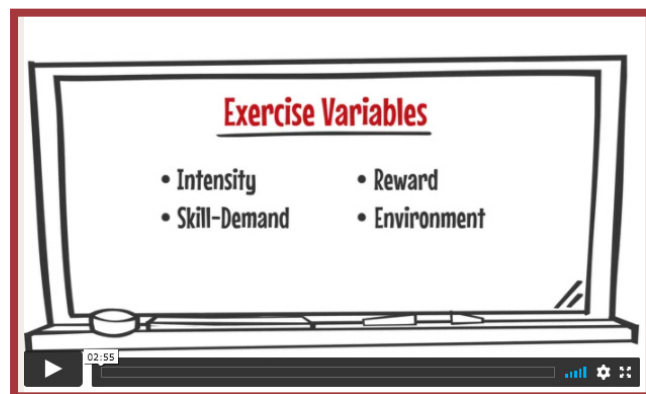 Exercise Variables
• Intensity
• Skill-Demand
• Reward
• Environment
02:55